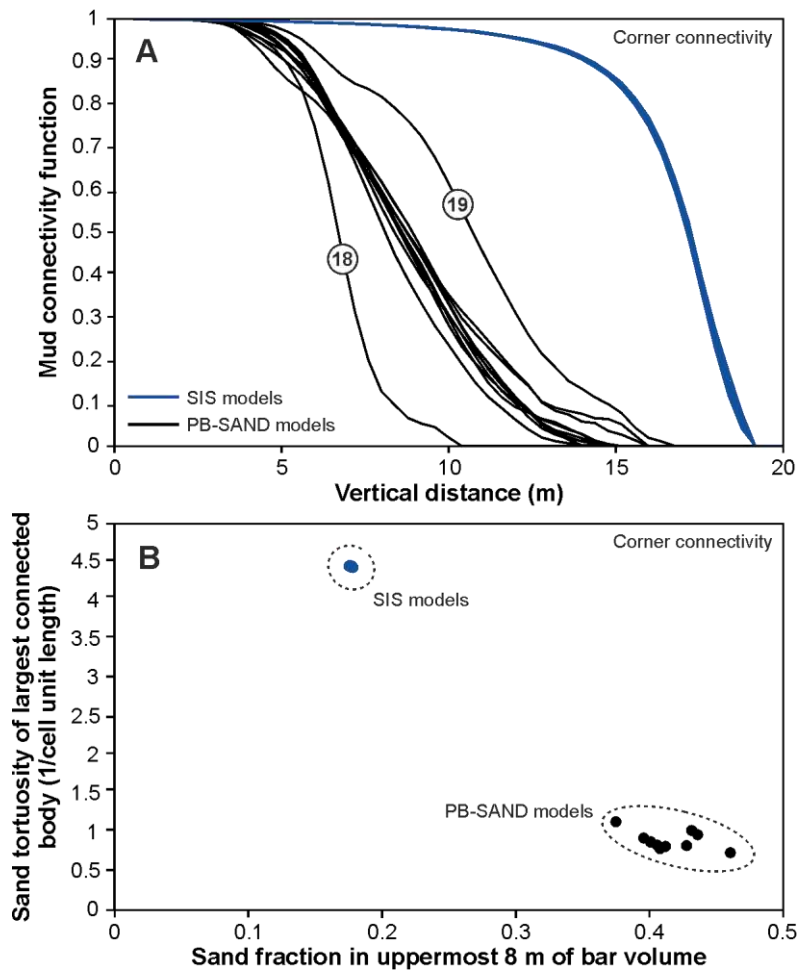 A
Corner connectivity
Mud connectivity function
1
0.9
0.8
0.7
0.6
0.5
0.4
0.3
0.2
0.1
0
19
18
SIS models
PB-SAND models
0
5
10
15
20
Vertical distance (m)
B
Corner connectivity
Sand tortuosity of largest connected
body (1/cell unit length)
5
4.5
4
3.5
3
2.5
2
1.5
1
0.5
0
SIS models
PB-SAND models
0
0.1
0.2
0.3
0.4
0.5
Sand fraction in uppermost 8 m of bar volume